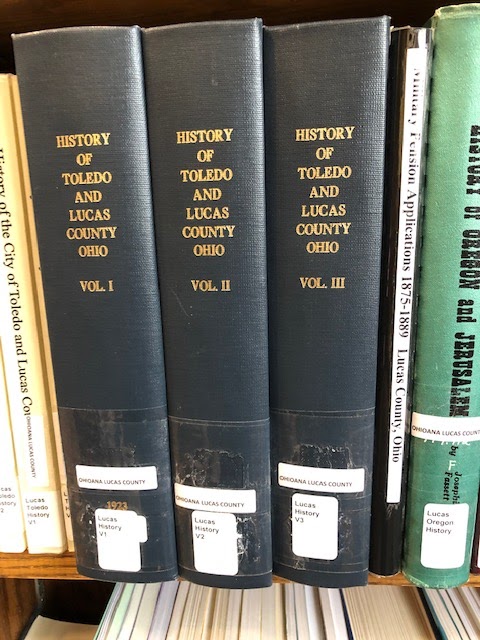 History of the City of Toledo and Lucas Co
OHIOANA LUCAS COUNTY
Lucas
Toledo
History
V1
HISTORY
OF
TOLEDO
AND
LUCAS
COUNTY
OHIO
VOL. I
OHIOANA LUCAS COUNTY
1923
Lucas
History
V1
HISTORY
OF
TOLEDO
AND
LUCAS
COUNTY
OHIO
VOL. II
OHIOANA LUCAS COUNTY
Lucas
History
V2
HISTORY
OF
TOLEDO
AND
LUCAS
COUNTY
OHIO
VOL. III
OHIOANA LUCAS COUNTY
Lucas
History
V3
Military Pension Applications 1875-1889 Lucas County, Ohio
HISTORY OF OREGON and JERUSALEM
by Josephine
Fassett
OHIOANA LUCAS COUNT
Lucas
Oregon
History